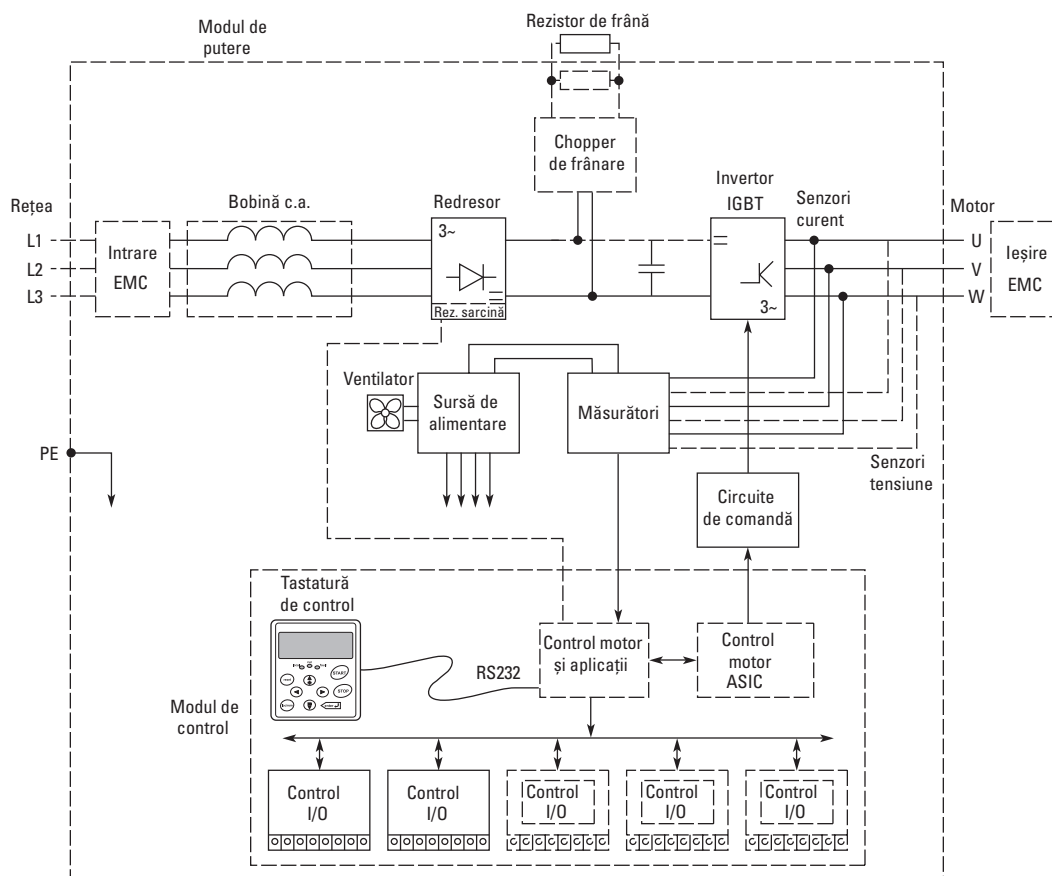 Modul de
putere
Rezistor de frână
Chopper
de frânare
Rețea
Bobină c.a.
Redresor
Invertor
IGBT
Senzori
curent
Motor
L1
L2
L3
Intrare
EMC
3~
Rez. sarcină
3~
U
V
W
Ieșire
EMC
Ventilator
Sursă de
alimentare
Măsurători
PE
Senzori
tensiune
Circuite
de comandă
Tastatură
de control
START
STOP
RS232
Control motor
și aplicații
Control
motor
ASIC
Modul de
control
Control
I/O
Control
I/O
Control
I/O
Control
I/O
Control
I/O